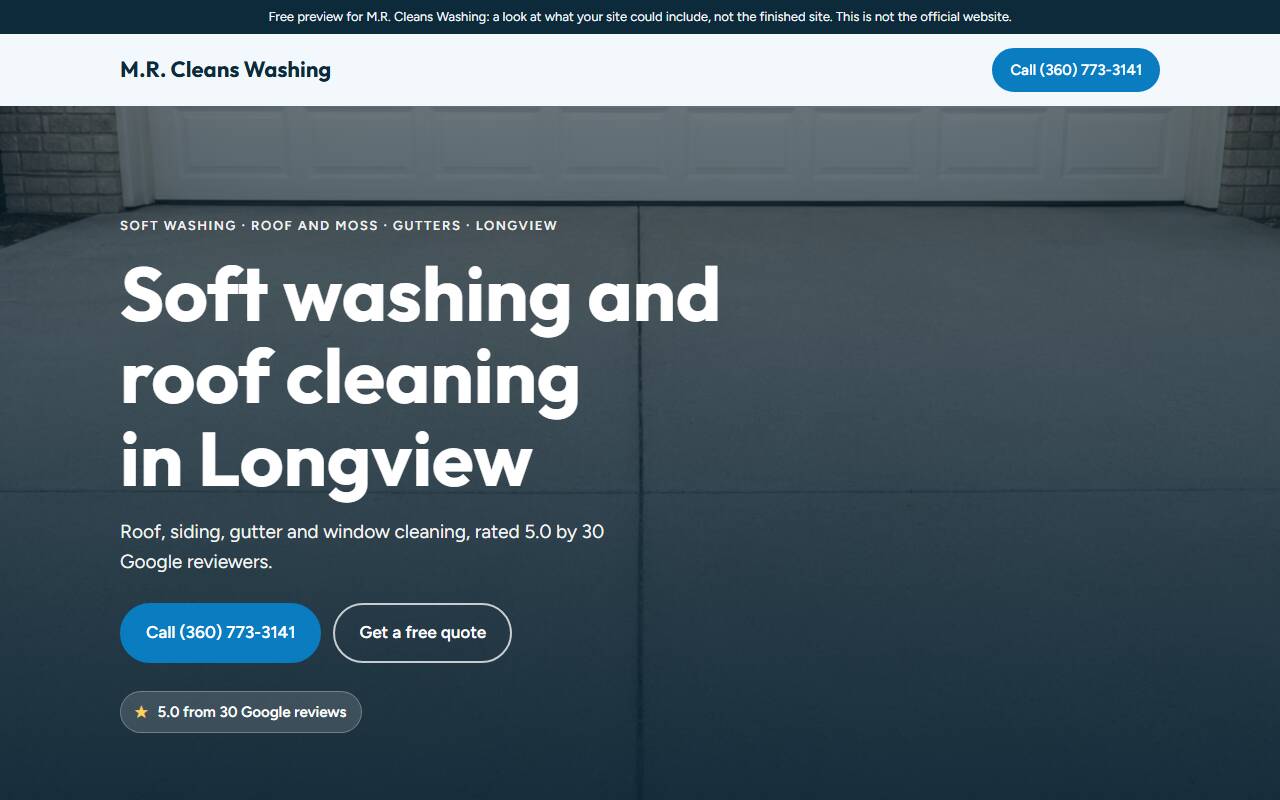 Free preview for M.R. Cleans Washing: a look at what your site could include, not the finished site. This is not the official website.
M.R. Cleans Washing
Call (360) 773-3141
SOFT WASHING · ROOF AND MOSS · GUTTERS · LONGVIEW
Soft washing and
roof cleaning
in Longview
Roof, siding, gutter and window cleaning, rated 5.0 by 30
Google reviewers.
Call (360) 773-3141
Get a free quote
★ 5.0 from 30 Google reviews